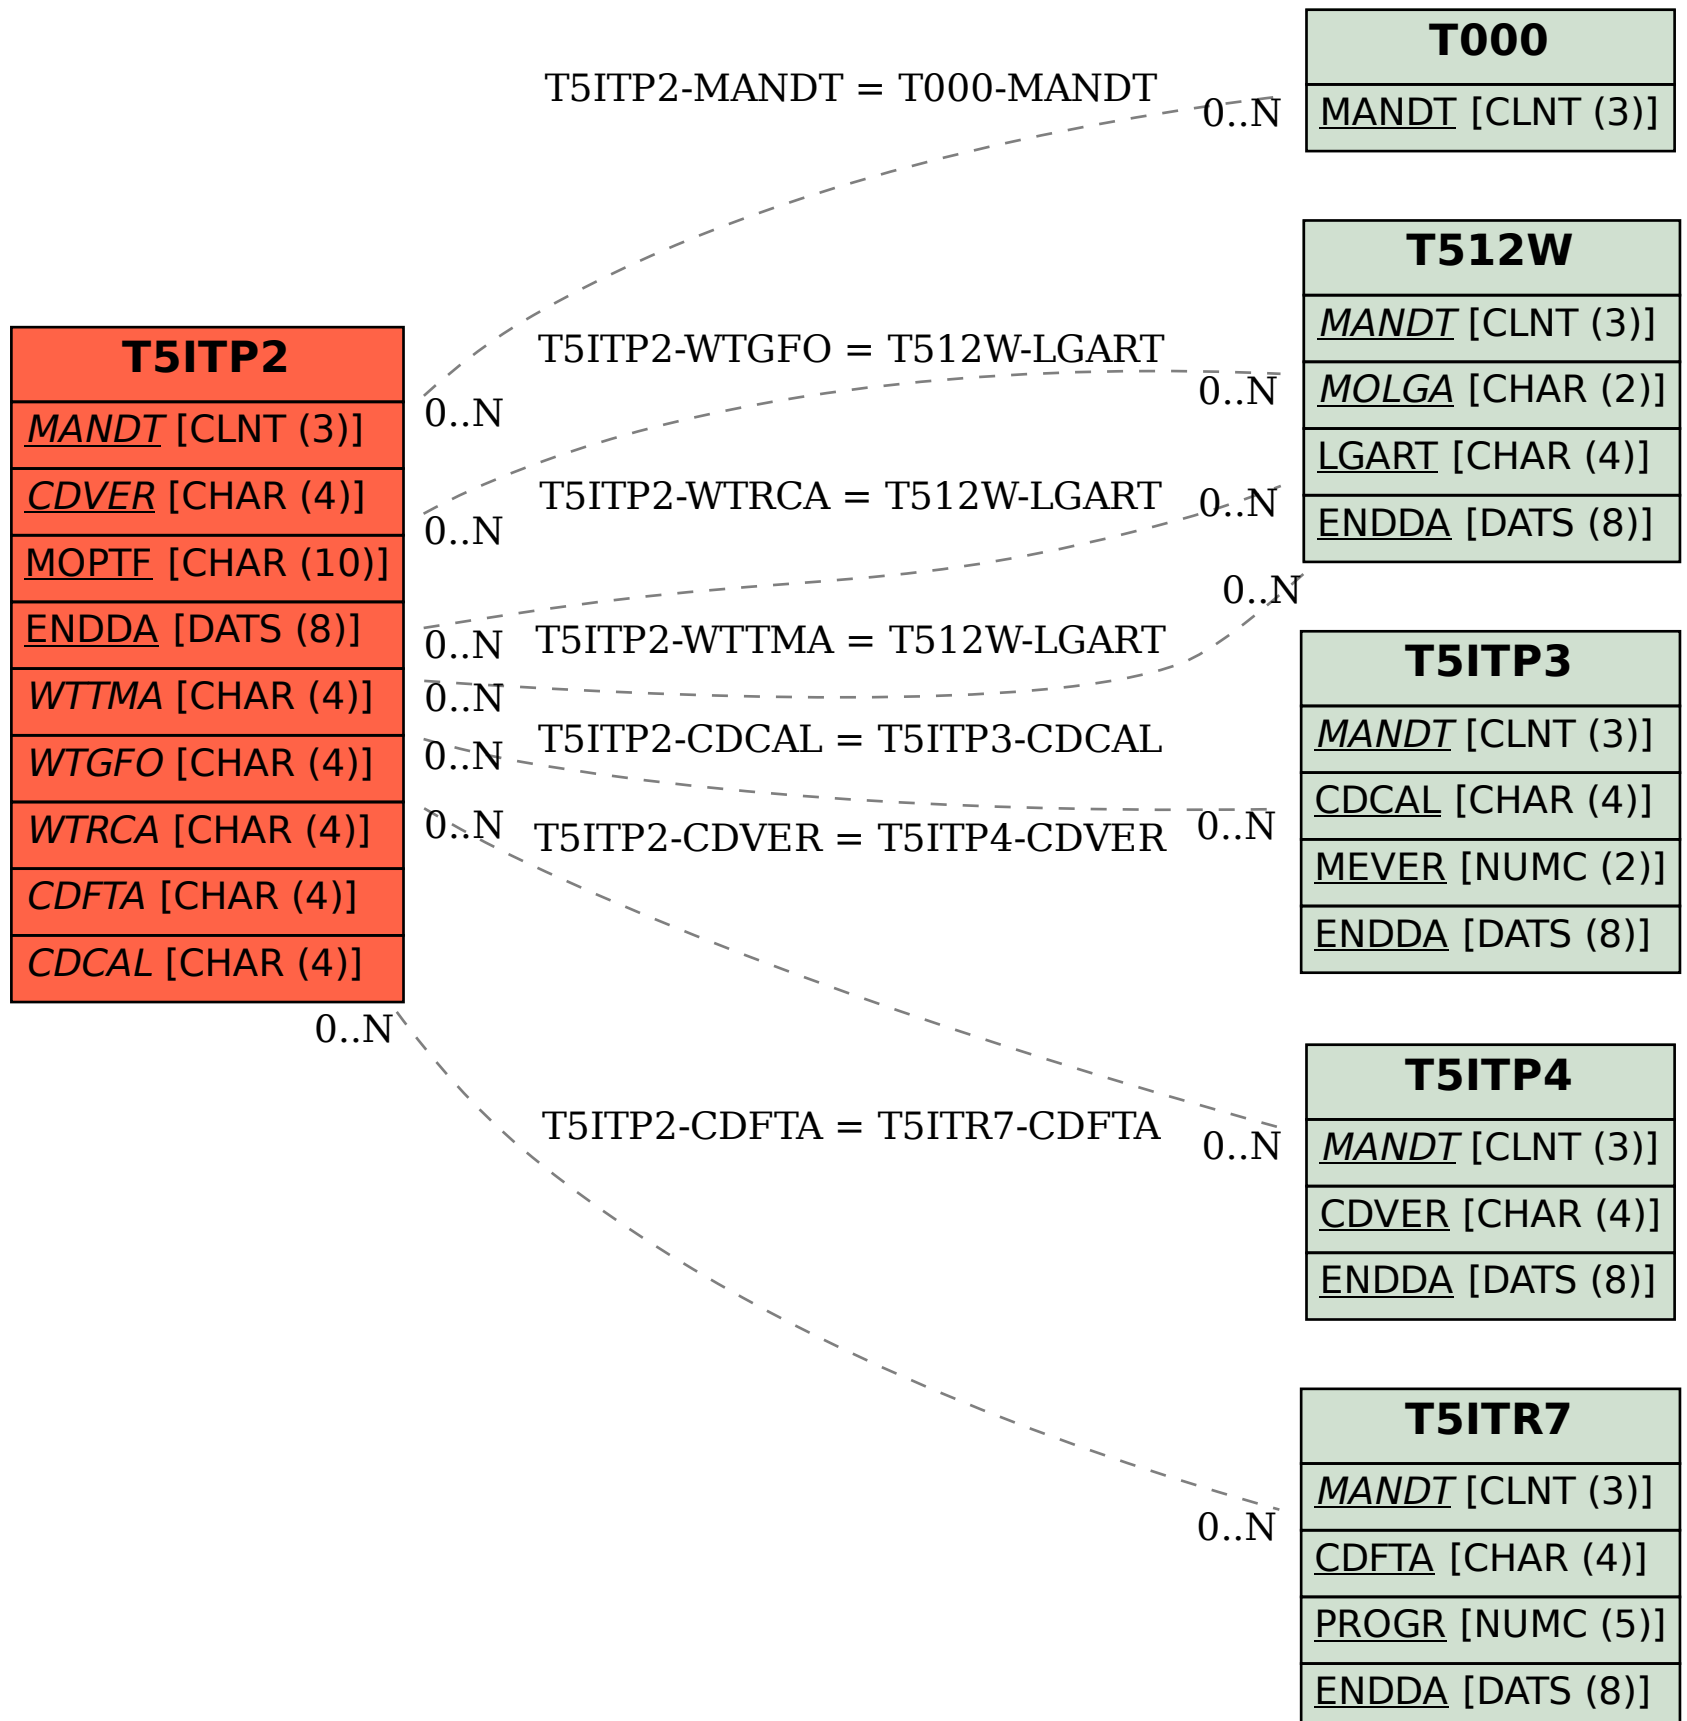 T5ITP2
MANDT [CLNT (3)]
CDVER [CHAR (4)]
MOPTF [CHAR (10)]
ENDDA [DATS (8)]
WTTMA [CHAR (4)]
WTGFO [CHAR (4)]
WTRCA [CHAR (4)]
CDFTA [CHAR (4)]
CDCAL [CHAR (4)]
T5ITP2-MANDT = T000-MANDT
0..N
0..N
T5ITP2-WTGFO = T512W-LGART
0..N
0..N
T5ITP2-WTRCA = T512W-LGART
0..N
0..N
T5ITP2-WTTMA = T512W-LGART
0..N
0..N
T5ITP2-CDCAL = T5ITP3-CDCAL
0..N
0..N
T5ITP2-CDVER = T5ITP4-CDVER
0..N
0..N
T5ITP2-CDFTA = T5ITR7-CDFTA
0..N
0..N
T000
MANDT [CLNT (3)]
T512W
MANDT [CLNT (3)]
MOLGA [CHAR (2)]
LGART [CHAR (4)]
ENDDA [DATS (8)]
T5ITP3
MANDT [CLNT (3)]
CDCAL [CHAR (4)]
MEVER [NUMC (2)]
ENDDA [DATS (8)]
T5ITP4
MANDT [CLNT (3)]
CDVER [CHAR (4)]
ENDDA [DATS (8)]
T5ITR7
MANDT [CLNT (3)]
CDFTA [CHAR (4)]
PROGR [NUMC (5)]
ENDDA [DATS (8)]